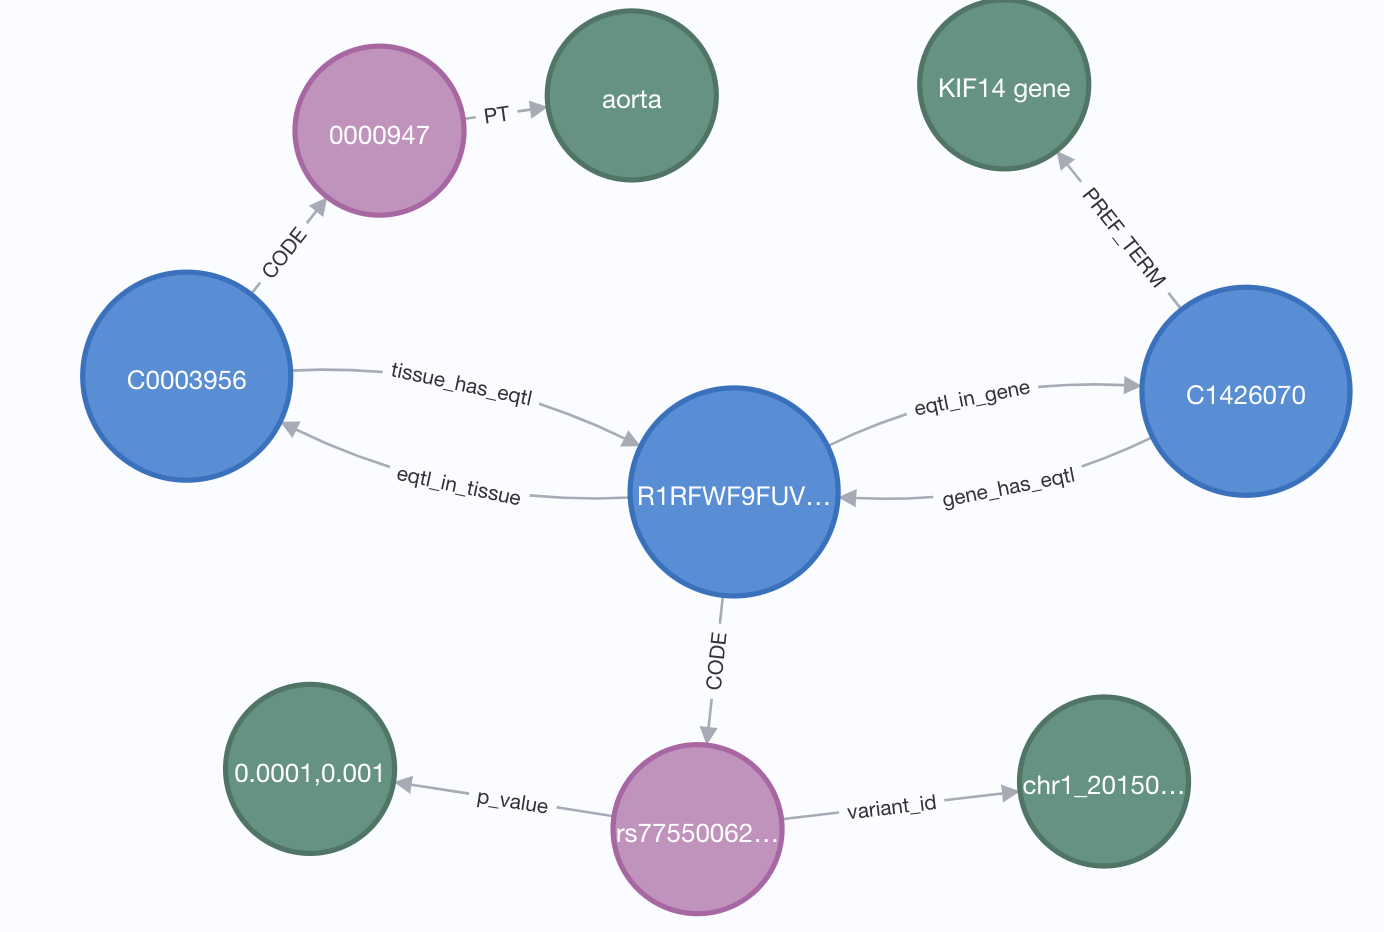 KIF14 gene
aorta
PT
0000947
CODE
PREF_TERM
C0003956
tissue_has_eqtl
eqtl_in_gene
C1426070
eqtl_in_tissue
R1RFWF9FUV...
gene_has_eqtl
CODE
0.0001,0.001
p_value
rs77550062...
variant_id
chr1_20150...